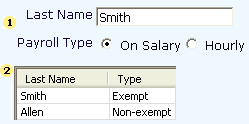 1 Last Name Smith
Payroll Type On Salary Hourly
2
Last Name Type
Smith Exempt
Allen Non-exempt